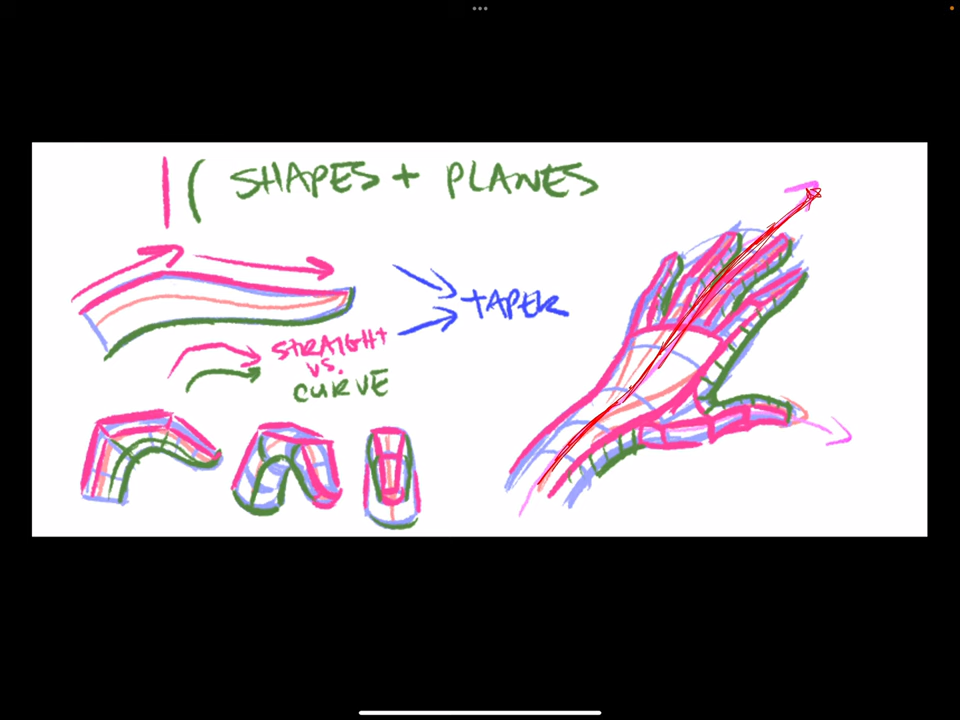 SHAPES + PLANES
TAPER
STRAIGHT
VS.
CURVE